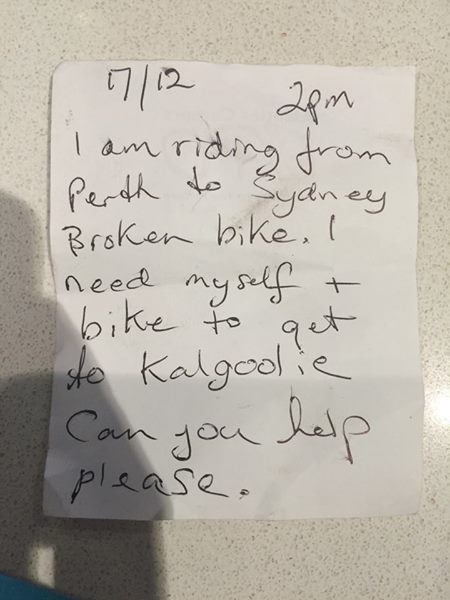 17/12 2pm
I am riding from
Perth to Sydney
Broken bike. I
need myself +
bike to get
to Kalgoolie
Can you help
please.